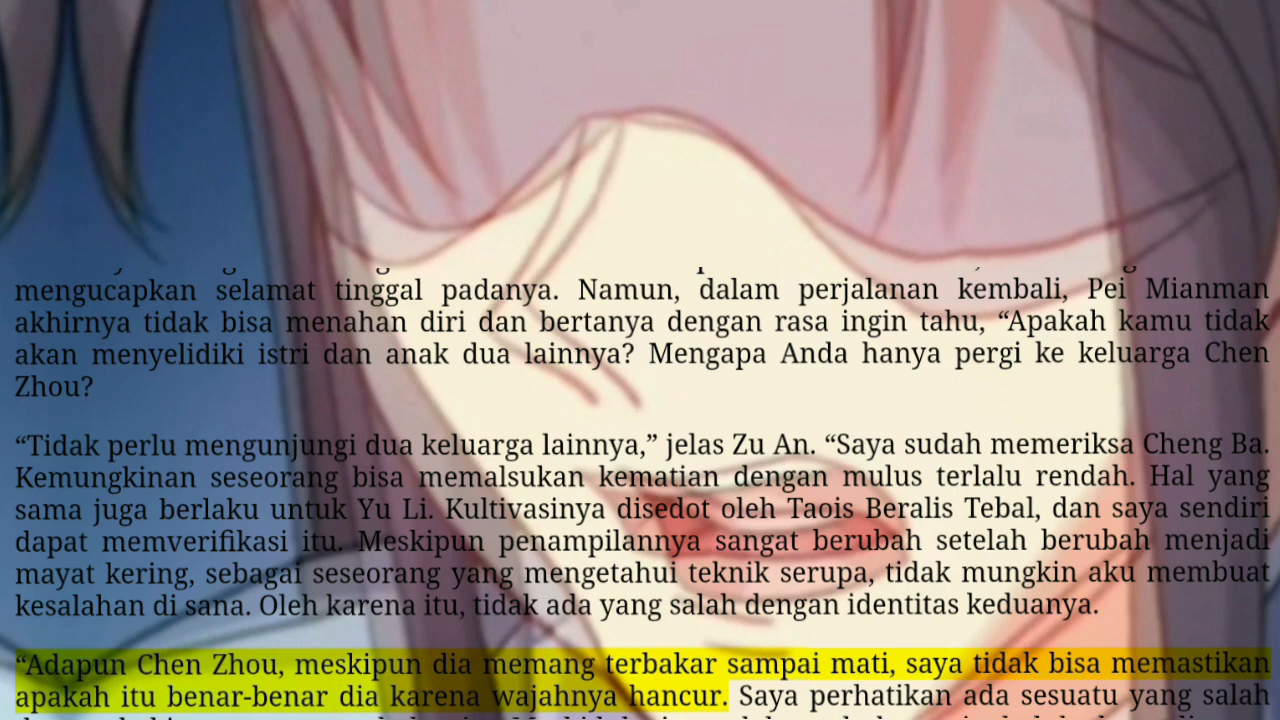 mengucapkan selamat tinggal padanya. Namun, dalam perjalanan kembali, Pei Mianman
akhirnya tidak bisa menahan diri dan bertanya dengan rasa ingin tahu, “Apakah kamu tidak
akan menyelidiki istri dan anak dua lainnya? Mengapa Anda hanya pergi ke keluarga Chen
Zhou?
“Tidak perlu mengunjungi dua keluarga lainnya,” jelas Zu An. “Saya sudah memeriksa Cheng Ba.
Kemungkinan seseorang bisa memalsukan kematian dengan mulus terlalu rendah. Hal yang
sama juga berlaku untuk Yu Li. Kultivasinya disedot oleh Taois Beralis Tebal, dan saya sendiri
dapat memverifikasi itu. Meskipun penampilannya sangat berubah setelah berubah menjadi
mayat kering, sebagai seseorang yang mengetahui teknik serupa, tidak mungkin aku membuat
kesalahan di sana. Oleh karena itu, tidak ada yang salah dengan identitas keduanya.
“Adapun Chen Zhou, meskipun dia memang terbakar sampai mati, saya tidak bisa memastikan
apakah itu benar-benar dia karena wajahnya hancur. Saya perhatikan ada sesuatu yang salah